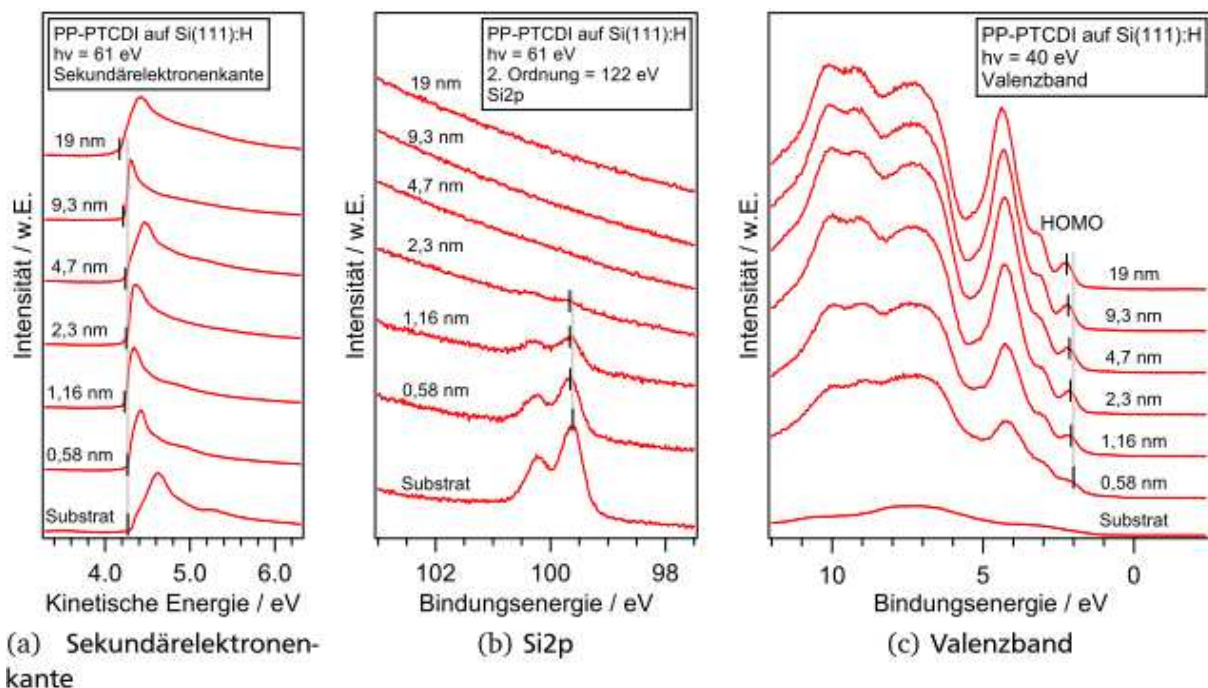 PP-PTCDI auf Si(111):H
hν = 61 eV
Sekundärelektronenkante
19 nm
9,3 nm
4,7 nm
2,3 nm
1,16 nm
0,58 nm
Substrat
Intensität / w.E.
4.0 5.0 6.0
Kinetische Energie / eV
(a) Sekundärelektronen-
kante
PP-PTCDI auf Si(111):H
hν = 61 eV
2. Ordnung = 122 eV
Si2p
19 nm
9,3 nm
4,7 nm
2,3 nm
1,16 nm
0,58 nm
Substrat
Intensität / w.E.
102 100 98
Bindungsenergie / eV
(b) Si2p
PP-PTCDI auf Si(111):H
hν = 40 eV
Valenzband
HOMO
19 nm
9,3 nm
4,7 nm
2,3 nm
1,16 nm
0,58 nm
Substrat
Intensität / w.E.
10 5 0
Bindungsenergie / eV
(c) Valenzband